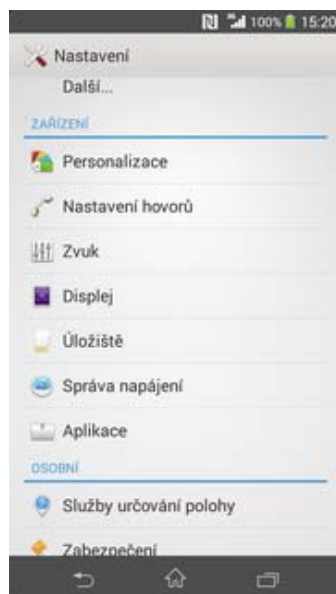 100% 15:20
Nastavení
Další...
ZAŘÍZENÍ
Personalizace
Nastavení hovorů
Zvuk
Displej
Úložiště
Správa napájení
Aplikace
OSOBNÍ
Služby určování polohy
Zabezpečení